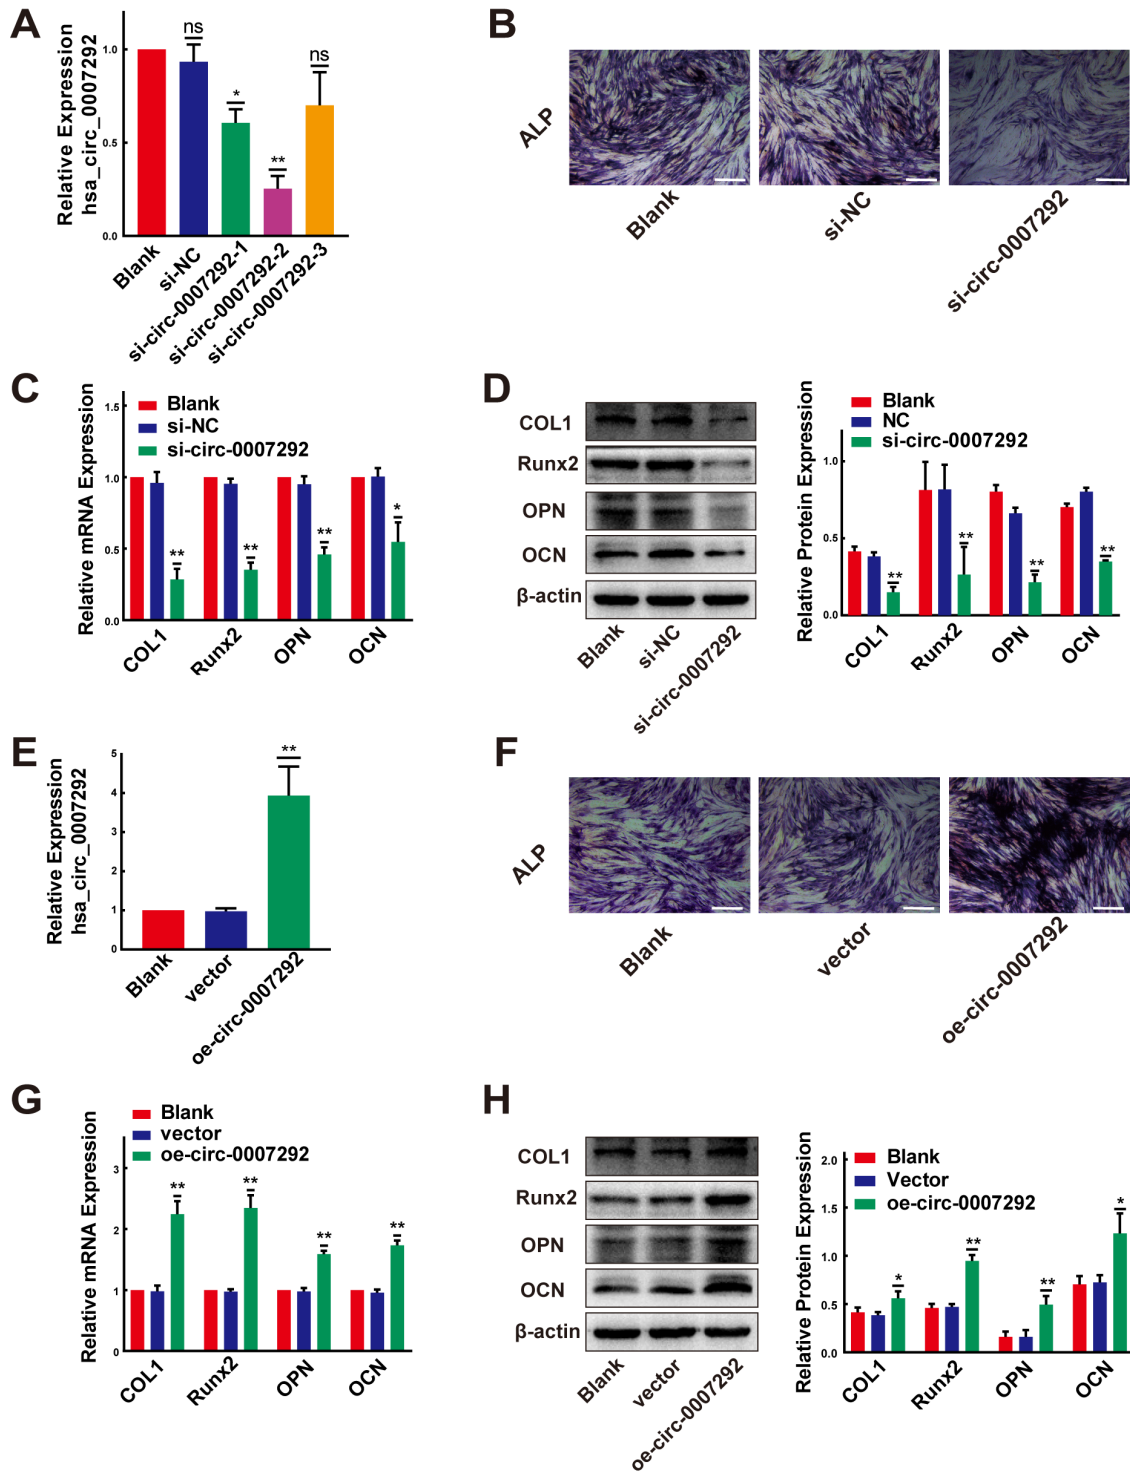 A
Relative Expression
hsa_circ_0007292
1.0
0.5
0.0
ns
*
**
ns
Blank
si-NC
si-circ-0007292-1
si-circ-0007292-2
si-circ-0007292-3
B
ALP
Blank
si-NC
si-circ-0007292
C
Relative mRNA Expression
Blank
si-NC
si-circ-0007292
1.5
1.0
0.5
0.0
**
**
**
*
COL1
Runx2
OPN
OCN
D
COL1
Runx2
OPN
OCN
β-actin
Blank
si-NC
si-circ-0007292
Relative Protein Expression
Blank
NC
si-circ-0007292
1.0
0.5
0.0
**
**
**
**
COL1
Runx2
OPN
OCN
E
Relative Expression
hsa_circ_0007292
5
4
3
2
1
0
**
Blank
vector
oe-circ-0007292
F
ALP
Blank
vector
oe-circ-0007292
G
Relative mRNA Expression
Blank
vector
oe-circ-0007292
3
2
1
0
**
**
**
**
COL1
Runx2
OPN
OCN
H
COL1
Runx2
OPN
OCN
β-actin
Blank
vector
oe-circ-0007292
Relative Protein Expression
Blank
Vector
oe-circ-0007292
2.0
1.5
1.0
0.5
0.0
*
**
**
*
COL1
Runx2
OPN
OCN